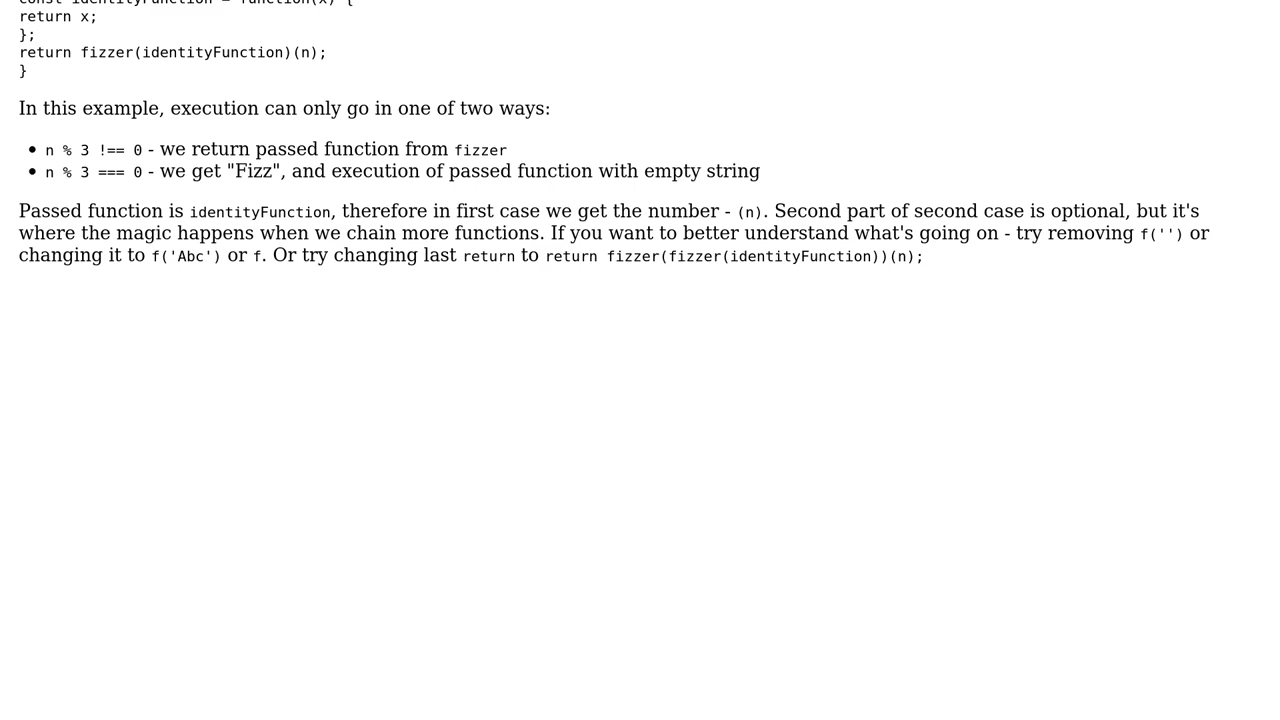 const identityFunction = function(x) {
return x;
};
return fizzer(identityFunction)(n);
}
In this example, execution can only go in one of two ways:
• n % 3 !== 0 - we return passed function from fizzer
• n % 3 === 0 - we get "Fizz", and execution of passed function with empty string
Passed function is identityFunction, therefore in first case we get the number - (n). Second part of second case is optional, but it's
where the magic happens when we chain more functions. If you want to better understand what's going on - try removing f('') or
changing it to f('Abc') or f. Or try changing last return to return fizzer(fizzer(identityFunction))(n);